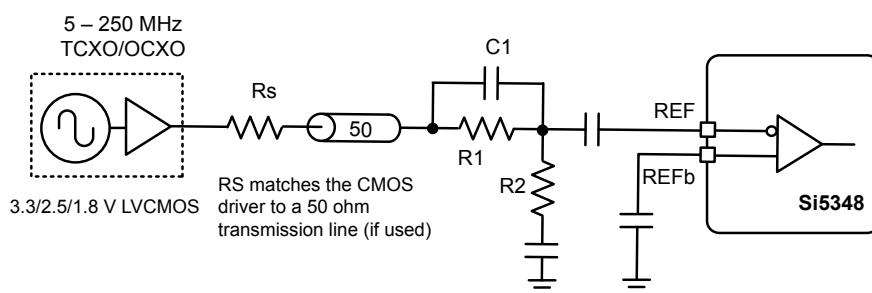 5 – 250 MHz
TCXO/OCXO
C1
Rs
50
R1
R2
REF
REFb
Si5348
3.3/2.5/1.8 V LVCMOS
RS matches the CMOS
driver to a 50 ohm
transmission line (if used)